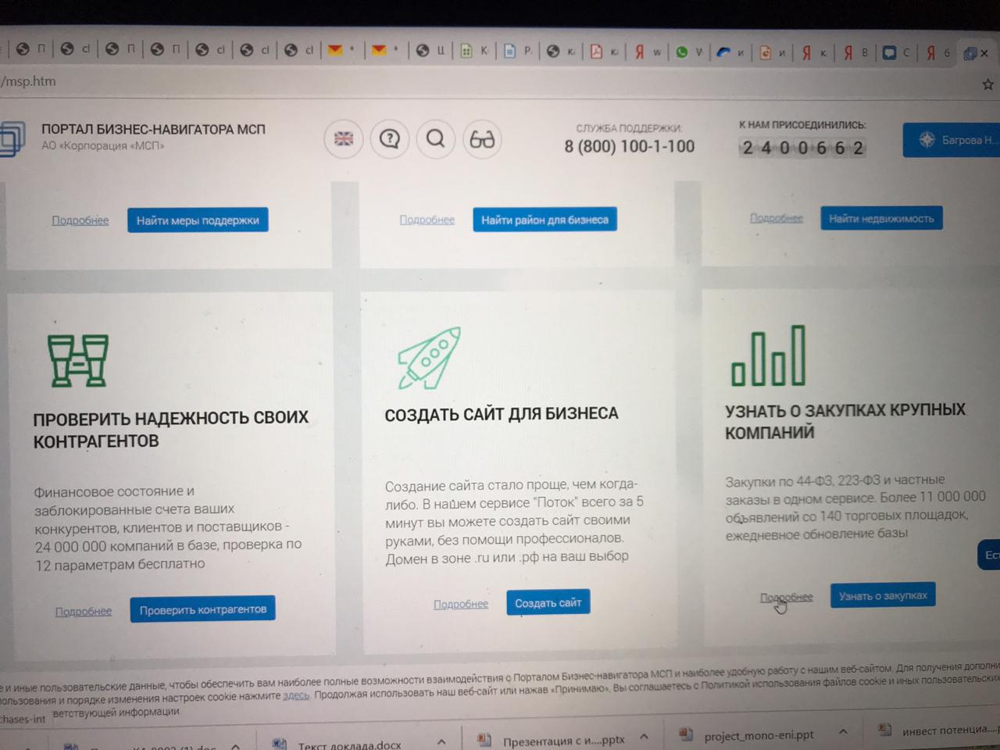 /msp.htm
ПОРТАЛ БИЗНЕС-НАВИГАТОРА МСП
АО «Корпорация «МСП»
СЛУЖБА ПОДДЕРЖКИ:
8 (800) 100-1-100
К НАМ ПРИСОЕДИНИЛИСЬ:
2400662
Багрова Н...
Подробнее Найти меры поддержки
Подробнее Найти район для бизнеса
Подробнее Найти недвижимость
ПРОВЕРИТЬ НАДЕЖНОСТЬ СВОИХ
КОНТРАГЕНТОВ
Финансовое состояние и
заблокированные счета ваших
конкурентов, клиентов и поставщиков -
24 000 000 компаний в базе, проверка по
12 параметрам бесплатно
Подробнее Проверить контрагентов
СОЗДАТЬ САЙТ ДЛЯ БИЗНЕСА
Создание сайта стало проще, чем когда-
либо. В нашем сервисе "Поток" всего за 5
минут вы можете создать сайт своими
руками, без помощи профессионалов.
Домен в зоне .ru или .рф на ваш выбор
Подробнее Создать сайт
УЗНАТЬ О ЗАКУПКАХ КРУПНЫХ
КОМПАНИЙ
Закупки по 44-ФЗ, 223-ФЗ и частные
заказы в одном сервисе. Более 11 000 000
объявлений со 140 торговых площадок,
ежедневное обновление базы
Подробнее Узнать о закупках
Ест
е и иные пользовательские данные, чтобы обеспечить вам наиболее полные возможности взаимодействия с Порталом Бизнес-навигатора МСП и наиболее удобную работу с нашим веб-сайтом. Для получения дополни
ользования и порядке изменения настроек cookie нажмите здесь. Продолжая использовать наш веб-сайт или нажав «Принимаю», Вы соглашаетесь с Политикой использования файлов cookie и иных пользовательских
chases-int ветствующей информации.
Текст доклада.docx
Презентация с и....pptx
project_mono-eni.ppt
инвест потенциа....p